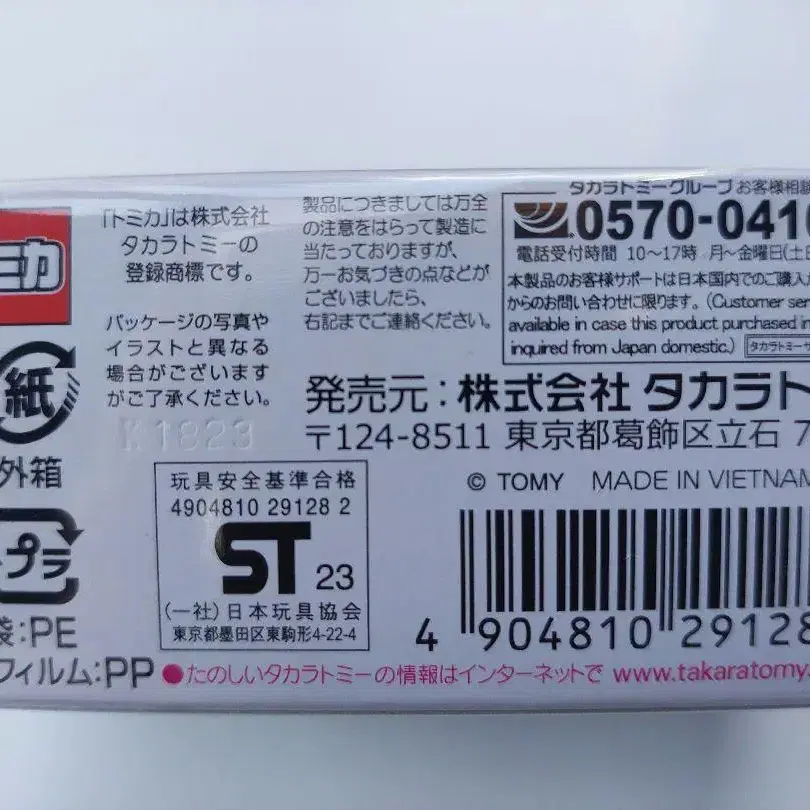 トミカ
「トミカ」は株式会社
タカラトミーの
登録商標です。
パッケージの写真や
イラストと異なる
場合がございます
がご了承ください。
K1823
製品につきましては万全
の注意をはらって製造に
当たっておりますが、
万一お気づきの点などが
ございましたら、
右記までご連絡ください。
タカラトミーグループ お客様相談
0570-041
電話受付時間 10〜17時 月〜金曜日(土日
本製品のお客様サポートは日本国内でのご購入
からのお問い合わせに限ります。(Customer ser
available in case this product purchased in
inquired from Japan domestic.)
タカラトミーサ
発売元:株式会社 タカラト
〒124-8511 東京都葛飾区立石 7
© TOMY MADE IN VIETNAM
紙
外箱
プラ
袋:PE
フィルム:PP
玩具安全基準合格
4904810 29128 2
ST 23
(一社)日本玩具協会
東京都墨田区東駒形4-22-4
4 904810 29128
●たのしいタカラトミーの情報はインターネットで www.takaratomy